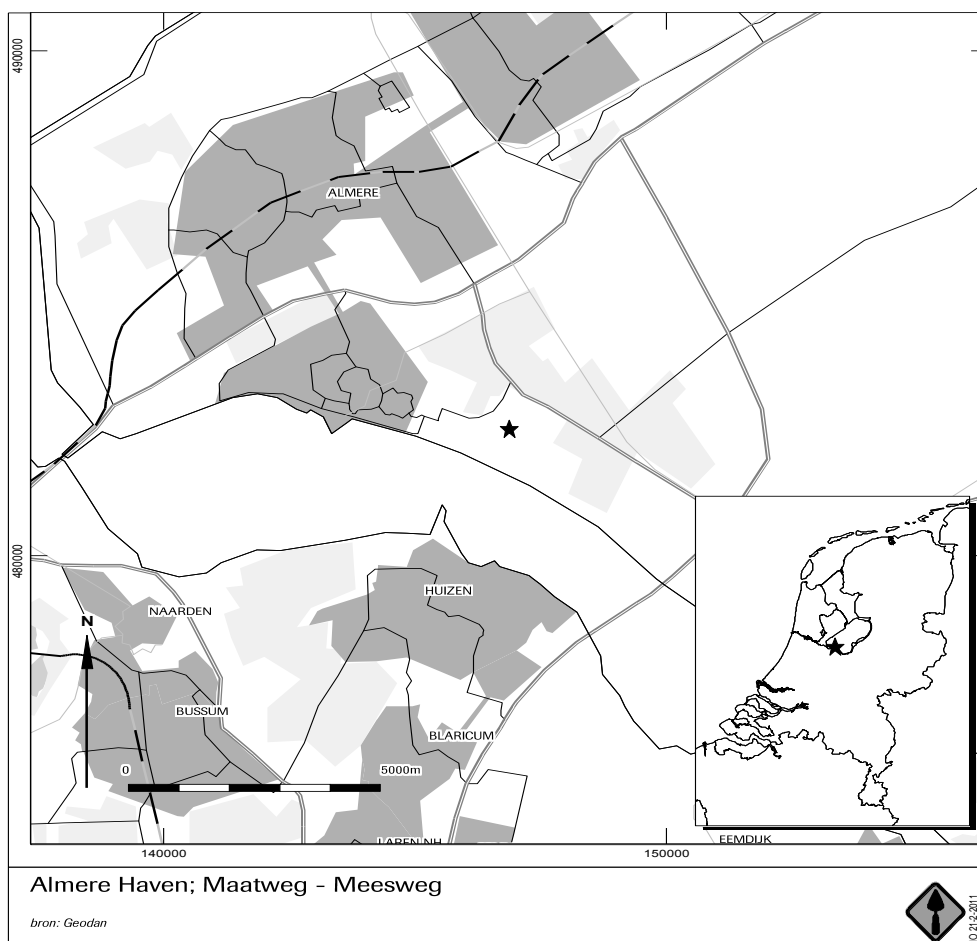 490000
480000
ALMERE
HUIZEN
NAARDEN
N
BUSSUM
BLARICUM
0
5000m
LAREN NH
EEMDIJK
140000
150000
Almere Haven; Maatweg - Meesweg
bron: Geodan
21-2-2011